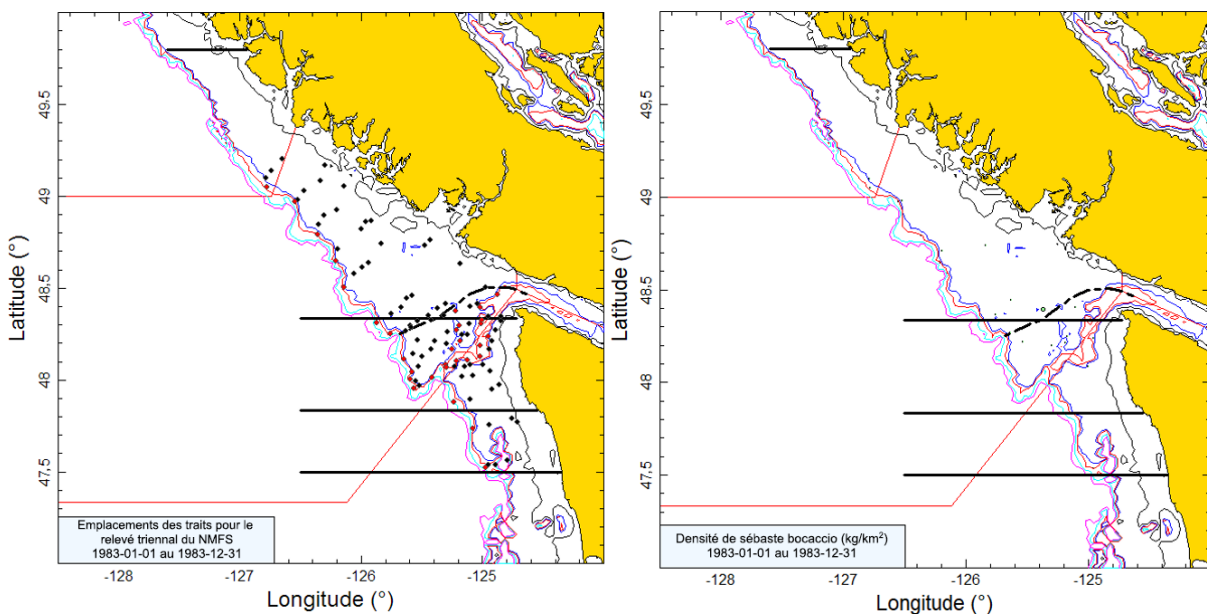 49,5
49
48,5
48
47,5
Latitude (°)
-128
-127
-126
-125
-124
Longitude (°)
Emplacements des traits pour le
relevé triennal du NMFS
1983-01-01 au 1983-12-31
49,5
49
48,5
48
47,5
Latitude (°)
-128
-127
-126
-125
-124
Longitude (°)
Densité de sébaste bocaccio (kg/km²)
1983-01-01 au 1983-12-31